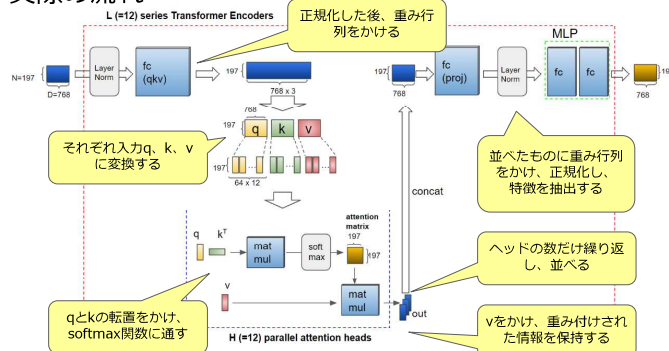 L (=12) series Transformer Encoders
正規化した後、重み行
列をかける
MLP
N=197
D=768
Layer
Norm
fc
(qkv)
197
768 x 3
197
768
fc
(proj)
Layer
Norm
fc
fc
768
768
197
q
k
v
197
64 x 12
それぞれ入力q、k、v
に変換する
並べたものに重み行列
をかけ、正規化し、
特徴を抽出する
concat
attention
matrix
197
197
q
kᵀ
mat
mul
soft
max
v
mat
mul
out
ヘッドの数だけ繰り返
し、並べる
qとkの転置をかけ、
softmax関数に通す
vをかけ、重み付けされ
た情報を保持する
H (=12) parallel attention heads